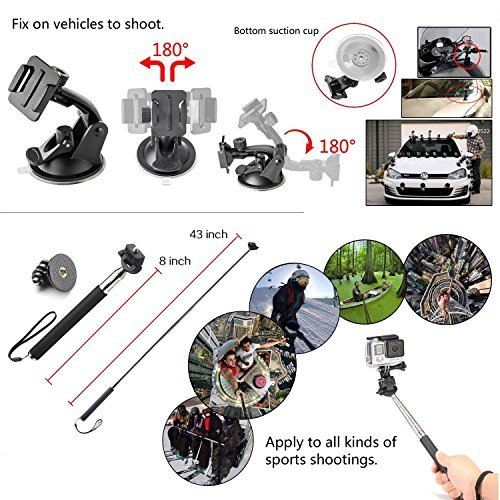 Fix on vehicles to shoot.
Bottom suction cup
180°
180°
43 inch
8 inch
Apply to all kinds of
sports shootings.